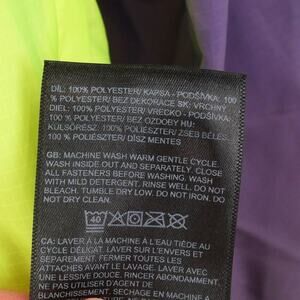 DÍL: 100% POLYESTER/ KAPSA - PODŠÍVKA: 100
% POLYESTER/ BEZ DEKORACE SK: VRCHNÝ
DIEL: 100% POLYESTER/ VRECKO - PODŠÍVKA:
100% POLYESTER/ BEZ OZDOBY HU:
KÜLSŐRÉSZ: 100% POLIÉSZTER/ ZSEB BÉLÉS:
100% POLIÉSZTER/ DÍSZ MENTES
GB: MACHINE WASH WARM GENTLE CYCLE.
WASH INSIDE OUT AND SEPARATELY. CLOSE
ALL FASTENERS BEFORE WASHING. WASH
WITH MILD DETERGENT. RINSE WELL. DO NOT
BLEACH. TUMBLE DRY LOW. DO NOT IRON. DO
NOT DRY CLEAN.
40
CA: LAVER À LA MACHINE À L'EAU TIÈDE AU
CYCLE DÉLICAT. LAVER SUR L'ENVERS ET
SÉPAREMENT. FERMER TOUTES LES
ATTACHES AVANT LE LAVAGE. LAVER AVEC
UNE LESSIVE DOUCE. RINCER ABONDAMMENT.
NE PAS UTILISER D'AGENT DE
BLANCHISSEMENT. SÉCHAGE EN MACHINE